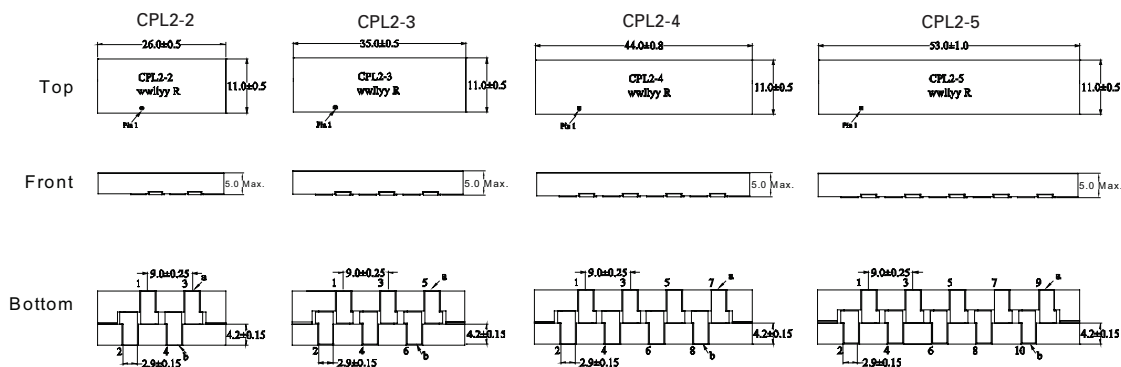 CPL2-2 CPL2-3 CPL2-4 CPL2-5
26.0±0.5 35.0±0.5 44.0±0.8 53.0±1.0
Top
CPL2-2
wwllyy R
11.0±0.5
Pin 1
CPL2-3
wwllyy R
11.0±0.5
Pin 1
CPL2-4
wwllyy R
11.0±0.5
Pin 1
CPL2-5
wwllyy R
11.0±0.5
Pin 1
Front
5.0 Max. 5.0 Max. 5.0 Max. 5.0 Max.
Bottom
9.0±0.25 a
1 3
4.2±0.15
2 4 b
2.9±0.15
9.0±0.25 a
1 3 5
4.2±0.15
2 4 6 b
2.9±0.15
9.0±0.25 a
1 3 5 7
4.2±0.15
2 4 6 8 b
2.9±0.15
9.0±0.25 a
1 3 5 7 9
4.2±0.15
2 4 6 8 10 b
2.9±0.15